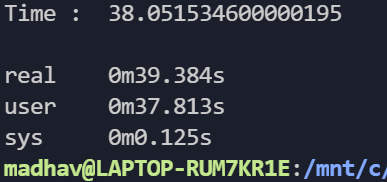 Time :  38.051534600000195
real    0m39.384s
user    0m37.813s
sys     0m0.125s
madhav@LAPTOP-RUM7KR1E:/mnt/c/